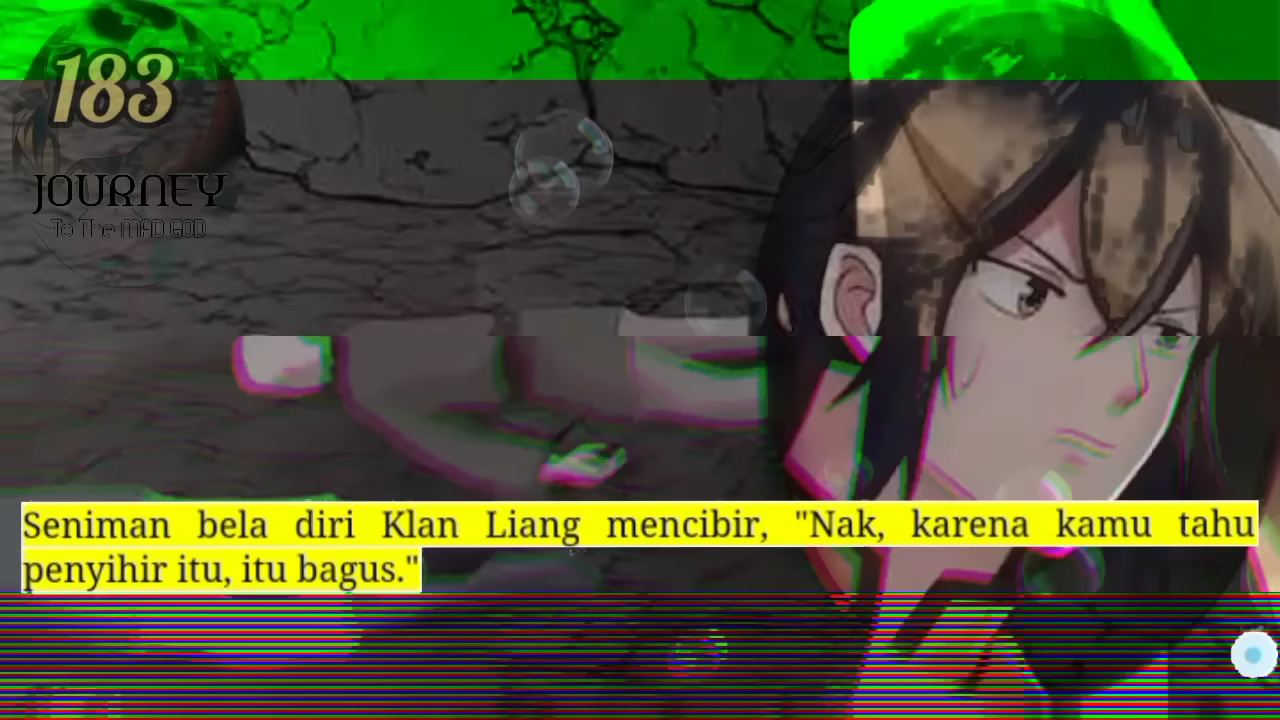 183
JOURNEY
To The MAD GOD
Seniman bela diri Klan Liang mencibir, "Nak, karena kamu tahu
penyihir itu, itu bagus."